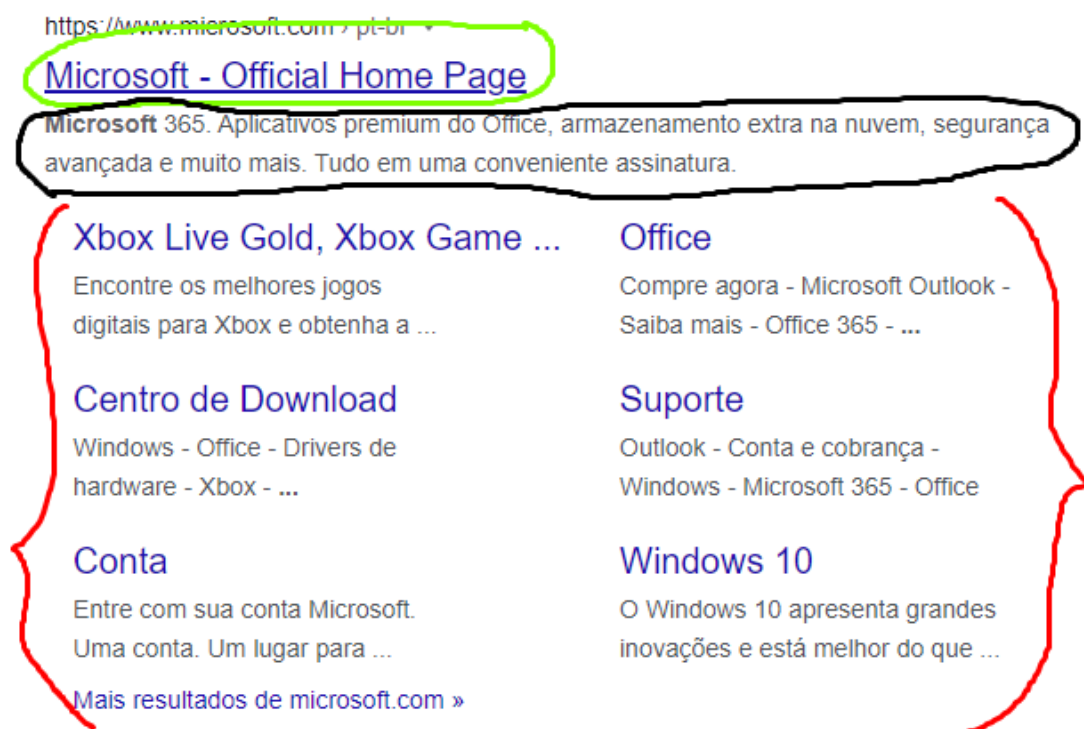 https://www.microsoft.com › pt-br
Microsoft - Official Home Page
Microsoft 365. Aplicativos premium do Office, armazenamento extra na nuvem, segurança
avançada e muito mais. Tudo em uma conveniente assinatura.
Xbox Live Gold, Xbox Game ...
Encontre os melhores jogos
digitais para Xbox e obtenha a ...
Office
Compre agora - Microsoft Outlook -
Saiba mais - Office 365 - ...
Centro de Download
Windows - Office - Drivers de
hardware - Xbox - ...
Suporte
Outlook - Conta e cobrança -
Windows - Microsoft 365 - Office
Conta
Entre com sua conta Microsoft.
Uma conta. Um lugar para ...
Windows 10
O Windows 10 apresenta grandes
inovações e está melhor do que ...
Mais resultados de microsoft.com »